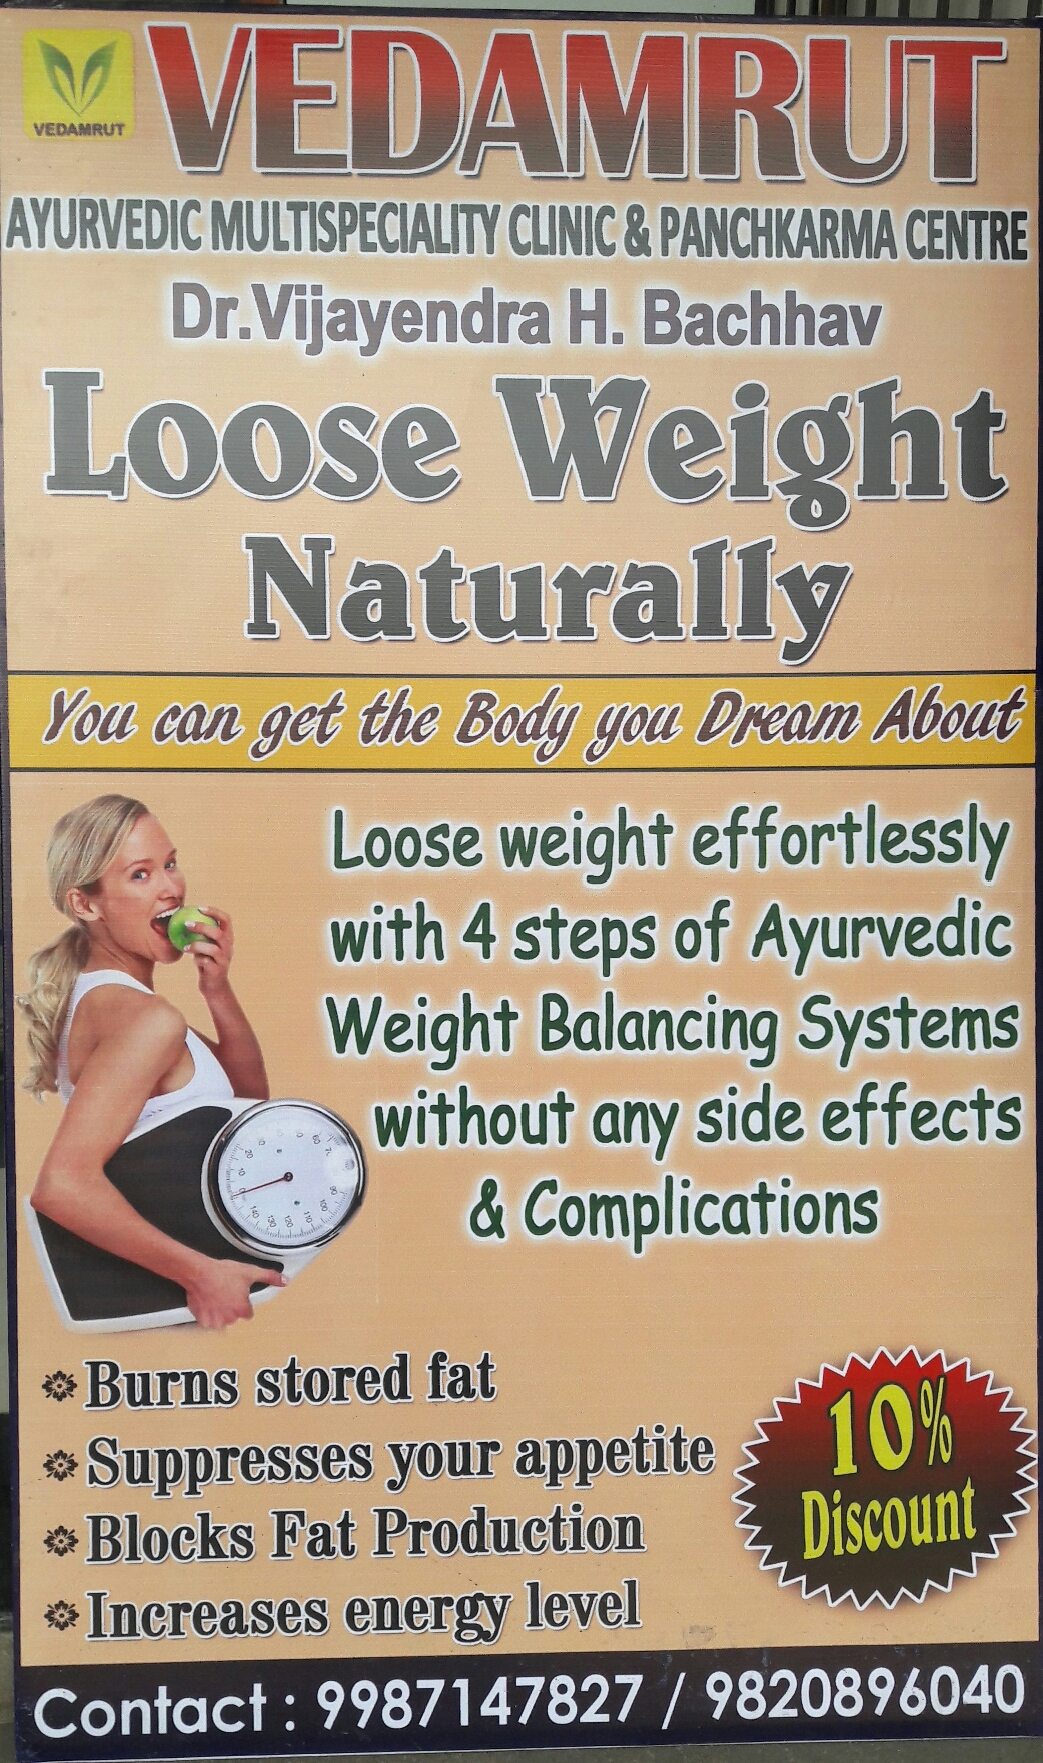 VEDAMRUT
VEDAMRUT
AYURVEDIC MULTISPECIALITY CLINIC & PANCHKARMA CENTRE
Dr.Vijayendra H. Bachhav
Loose Weight
Naturally
You can get the Body you Dream About
Loose weight effortlessly
with 4 steps of Ayurvedic
Weight Balancing Systems
without any side effects
& Complications
Burns stored fat
Suppresses your appetite
Blocks Fat Production
Increases energy level
10%
Discount
Contact : 9987147827 / 9820896040